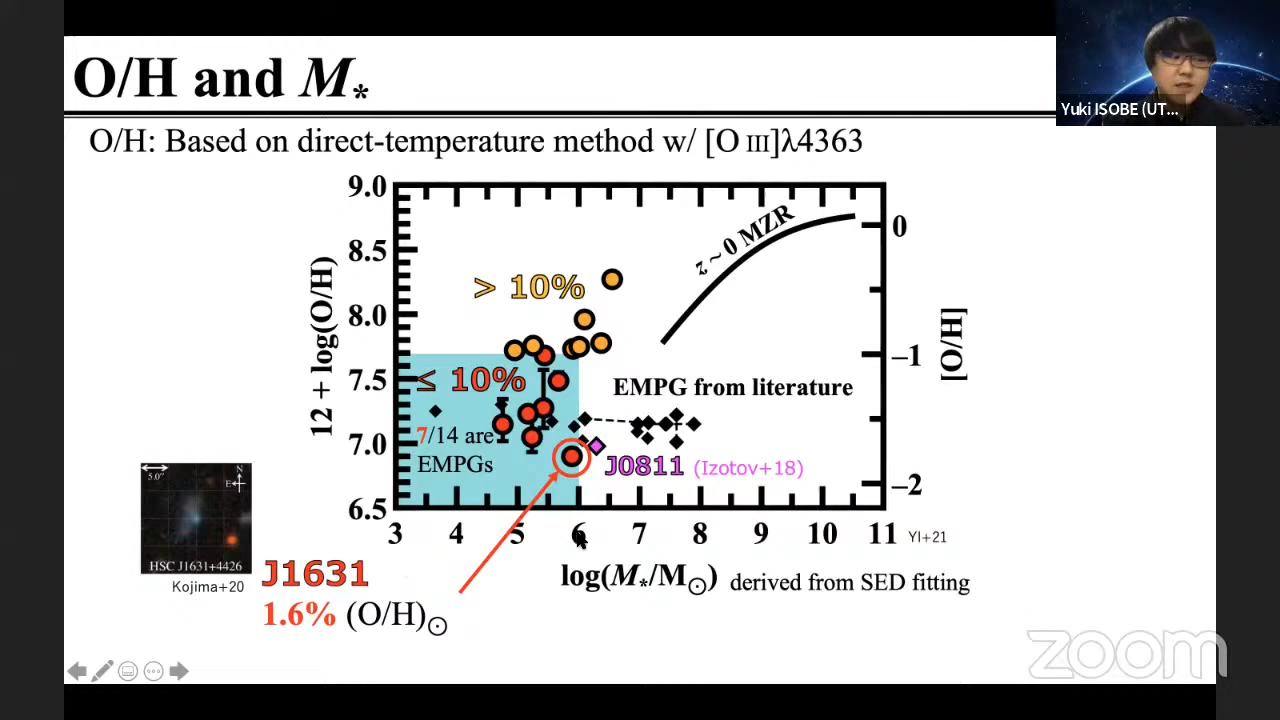 O/H and M*
Yuki ISOBE (UT...
O/H: Based on direct-temperature method w/ [O III]λ4363
9.0
8.5
8.0
7.5
7.0
6.5
12 + log(O/H)
z ~ 0 MZR
> 10%
≤ 10%
EMPG from literature
7/14 are
EMPGs
J0811 (Izotov+18)
0
−1
−2
[O/H]
3 4 5 6 7 8 9 10 11
YI+21
log(M*/M☉) derived from SED fitting
5.0"
N
E
HSC J1631+4426
Kojima+20
J1631
1.6% (O/H)☉
zoom